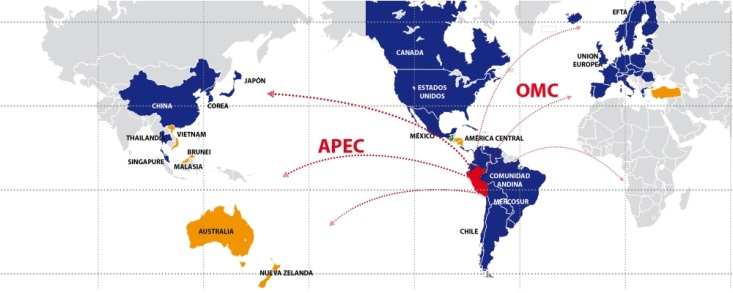 EFTA
CANADA
UNION
EUROPEA
JAPÓN
ESTADOS
UNIDOS
OMC
CHINA
COREA
MÉXICO
AMÉRICA CENTRAL
THAILANDIA
VIETNAM
APEC
BRUNEI
SINGAPURE
MALASIA
COMUNIDAD
ANDINA
MERCOSUR
AUSTRALIA
CHILE
NUEVA ZELANDA